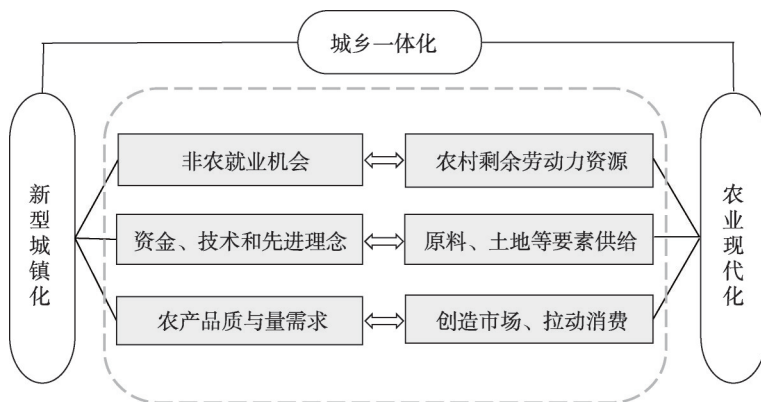 城乡一体化
新型城镇化
非农就业机会
农村剩余劳动力资源
资金、技术和先进理念
原料、土地等要素供给
农产品质与量需求
创造市场、拉动消费
农业现代化